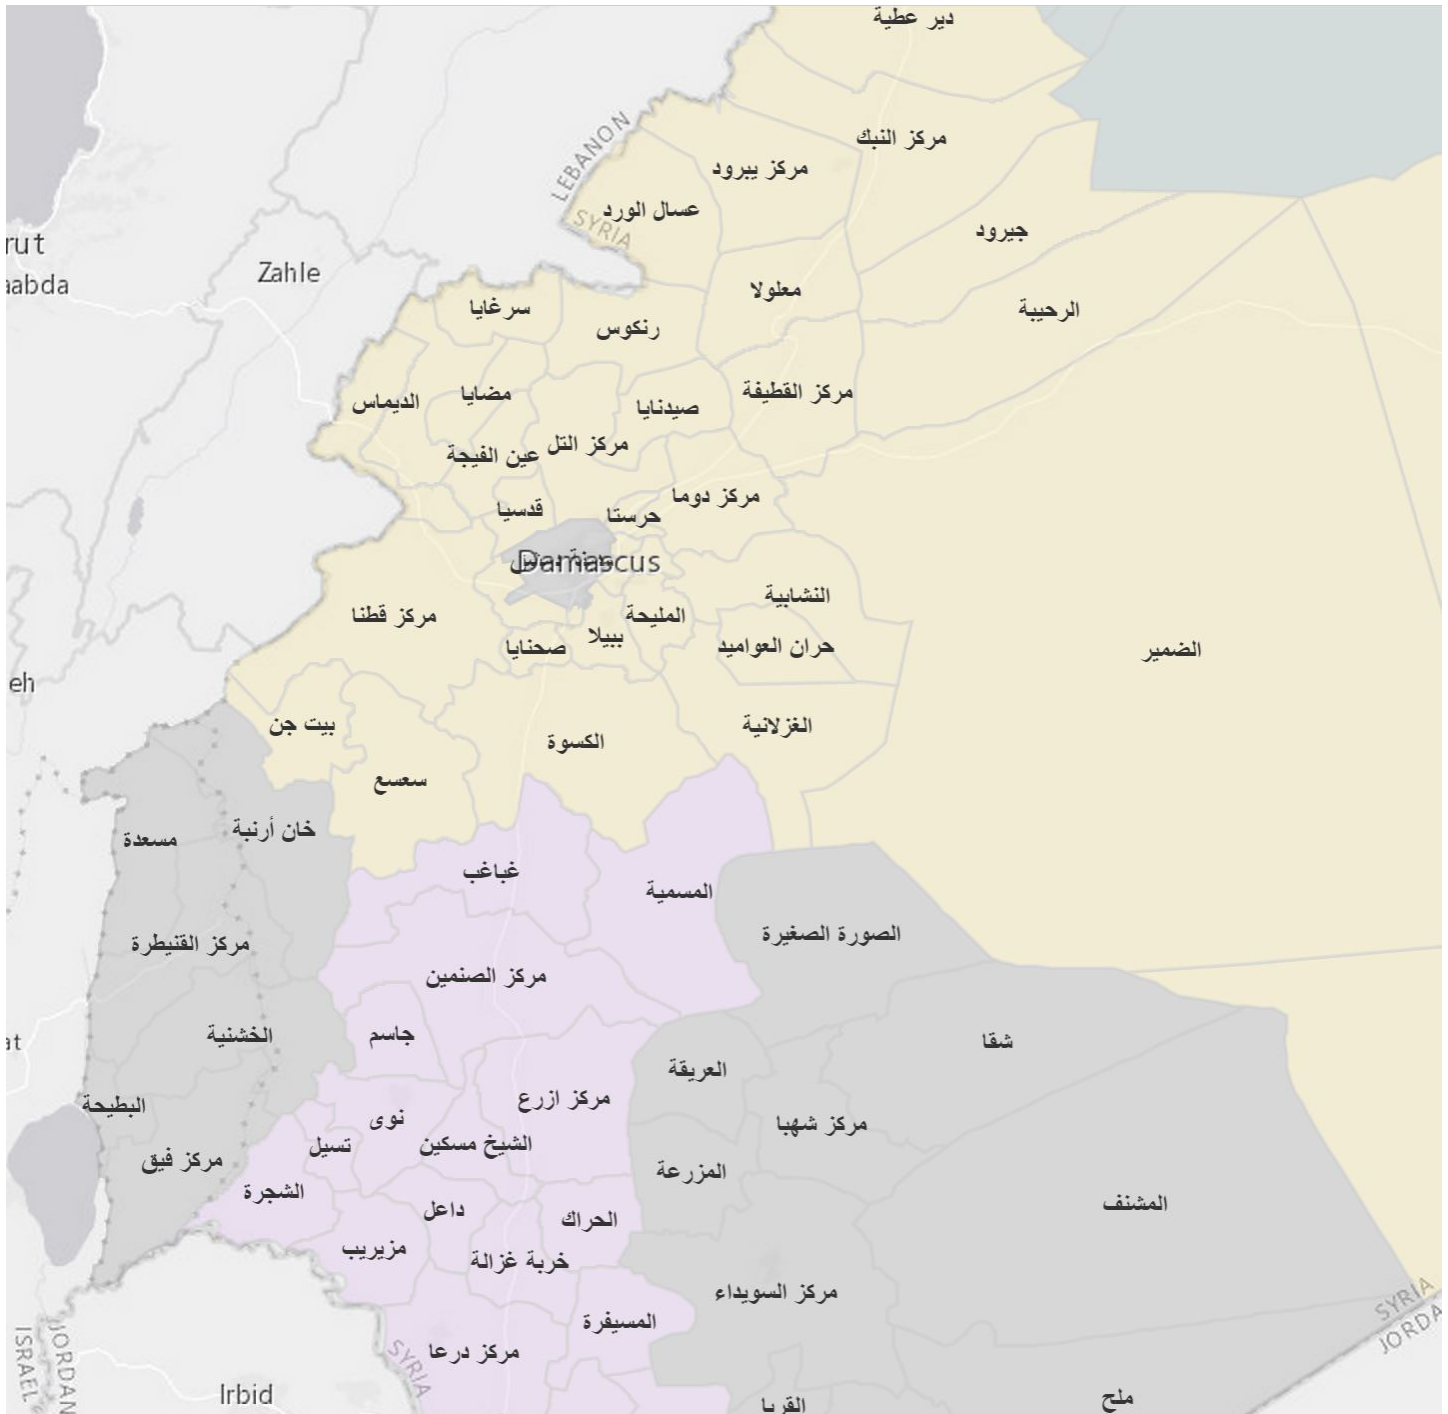 دير عطية
مركز النبك
LEBANON
مركز يبرود
عسال الورد
SYRIA
جيرود
rut
Zahle
aabda
معلولا
سرغايا
رنكوس
الرحيبة
مضايا
الديماس
صيدنايا
مركز القطيفة
مركز التل
عين الفيجة
مركز دوما
قدسيا
حرستا
Damascus
النشابية
مركز قطنا
المليحة
ببيلا
صحنايا
حران العواميد
الضمير
eh
بيت جن
الغزلانية
الكسوة
سعسع
خان أرنبة
مسعدة
غباغب
المسمية
الصورة الصغيرة
مركز القنيطرة
مركز الصنمين
جاسم
الخشنية
شقا
at
العريقة
مركز ازرع
البطيحة
نوى
مركز شهبا
تسيل
الشيخ مسكين
مركز فيق
المزرعة
الشجرة
المشنف
داعل
الحراك
مزيريب
خربة غزالة
مركز السويداء
SYRIA
JORDA
المسيفرة
مركز درعا
ISRAEL
JORDAN
SYRIA
Irbid
القريا
ملح